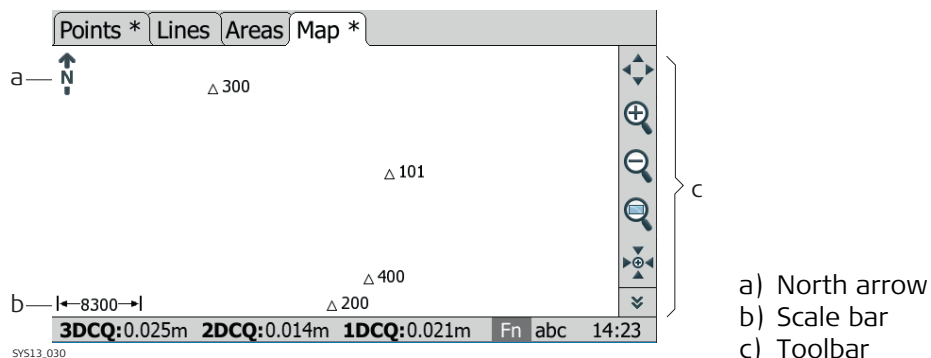 Points * Lines Areas Map *
a
N
300
101
c
400
b 8300 200
3DCQ:0.025m 2DCQ:0.014m 1DCQ:0.021m Fn abc 14:23
SYS13_030
a) North arrow
b) Scale bar
c) Toolbar